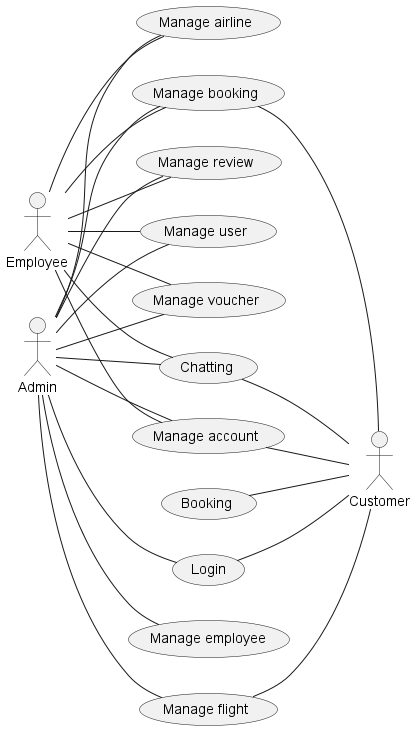 Manage airline
Manage booking
Manage review
Manage user
Employee
Manage voucher
Chatting
Admin
Manage account
Customer
Booking
Login
Manage employee
Manage flight